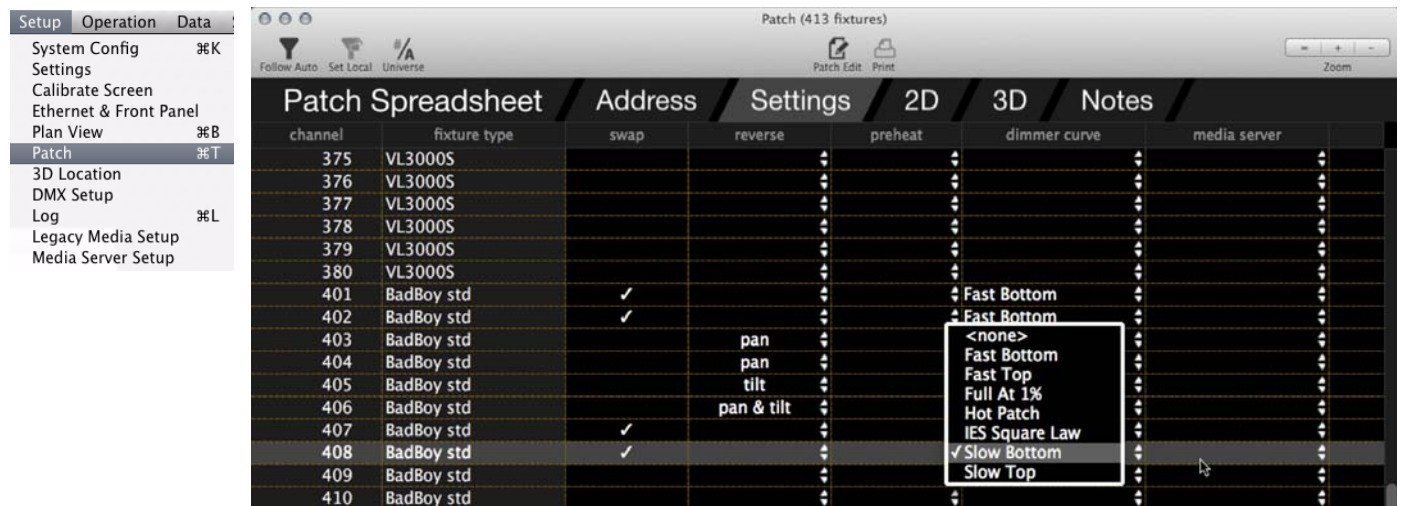 Setup Operation Data
System Config ⌘K
Settings
Calibrate Screen
Ethernet & Front Panel
Plan View ⌘B
Patch ⌘T
3D Location
DMX Setup
Log ⌘L
Legacy Media Setup
Media Server Setup
Patch (413 fixtures)
Follow Auto Set Local Universe Patch Edit Print Zoom
Patch Spreadsheet Address Settings 2D 3D Notes
channel fixture type swap reverse preheat dimmer curve media server
375 VL3000S
376 VL3000S
377 VL3000S
378 VL3000S
379 VL3000S
380 VL3000S
401 BadBoy std ✓ Fast Bottom
402 BadBoy std ✓ Fast Bottom
403 BadBoy std pan
404 BadBoy std pan
405 BadBoy std tilt
406 BadBoy std pan & tilt
407 BadBoy std ✓
408 BadBoy std ✓
409 BadBoy std
410 BadBoy std
<none>
Fast Bottom
Fast Top
Full At 1%
Hot Patch
IES Square Law
✓ Slow Bottom
Slow Top